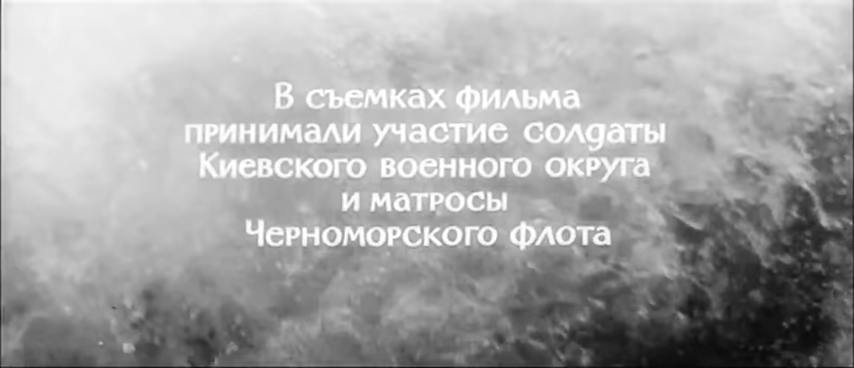 В съемках фильма
принимали участие солдаты
Киевского военного округа
и матросы
Черноморского флота